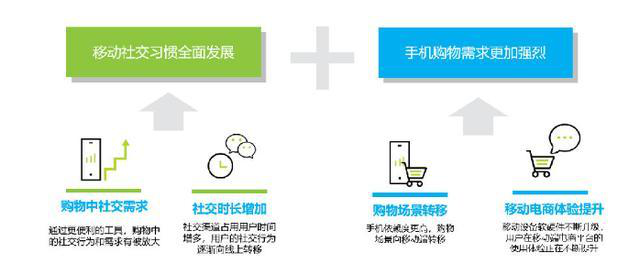 移动社交习惯全面发展
手机购物需求更加强烈
购物中社交需求
通过更便利的工具，购物中
的社交行为和需求有被放大
社交时长增加
社交渠道占用用户时间
增多，用户的社交行为
逐渐向线上转移
购物场景转移
手机依赖度更高，购物
场景向移动端转移
移动电商体验提升
移动设备软硬件不断升级，
用户在移动端电商平台的
使用体验正在不断提升